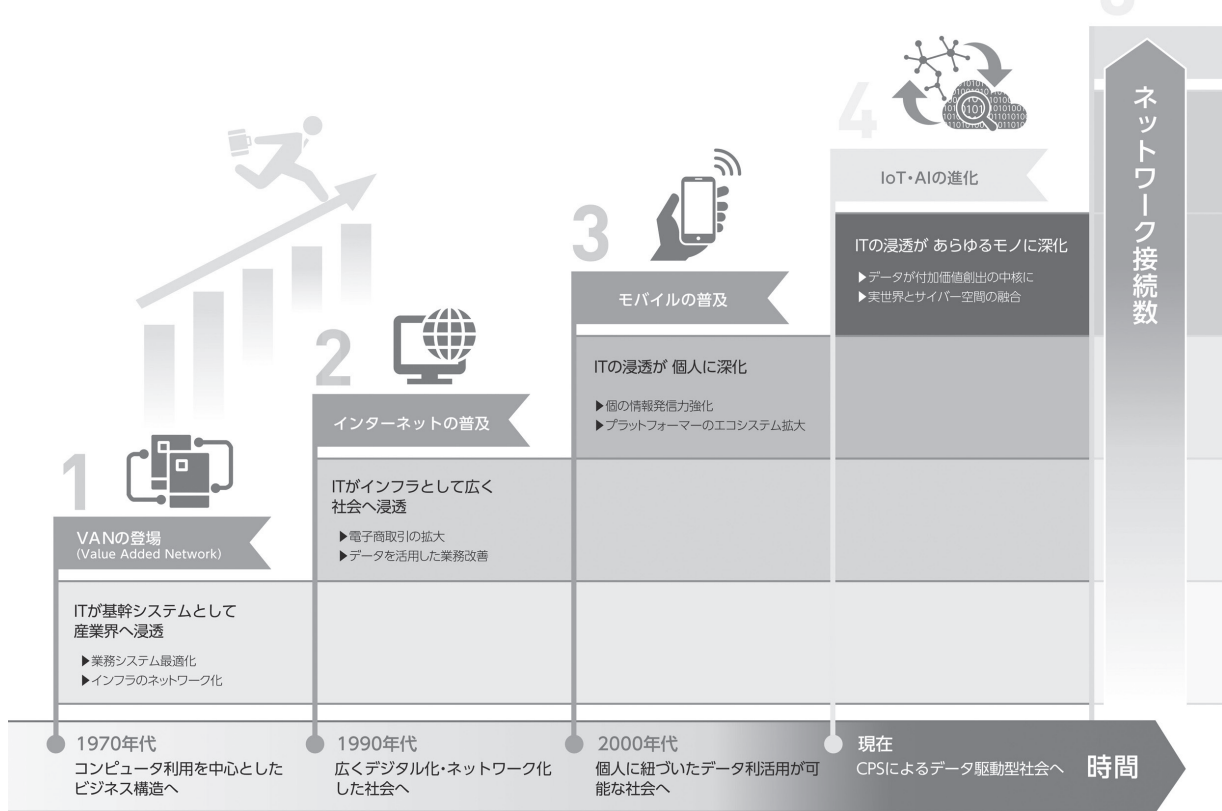 1
VANの登場
(Value Added Network)
ITが基幹システムとして
産業界へ浸透
▶業務システム最適化
▶インフラのネットワーク化
1970年代
コンピュータ利用を中心とした
ビジネス構造へ
2
インターネットの普及
ITがインフラとして広く
社会へ浸透
▶電子商取引の拡大
▶データを活用した業務改善
1990年代
広くデジタル化・ネットワーク化
した社会へ
3
モバイルの普及
ITの浸透が 個人に深化
▶個の情報発信力強化
▶プラットフォーマーのエコシステム拡大
2000年代
個人に紐づいたデータ利活用が可
能な社会へ
4
IoT・AIの進化
ITの浸透が あらゆるモノに深化
▶データが付加価値創出の中核に
▶実世界とサイバー空間の融合
現在
CPSによるデータ駆動型社会へ
ネットワーク接続数
時間